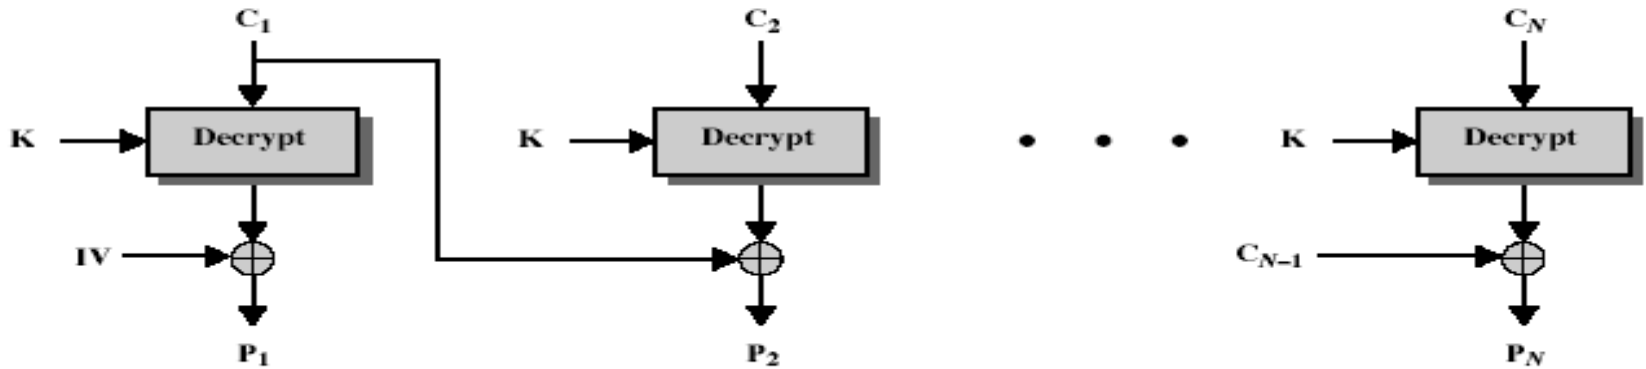 C1 C2 CN
K Decrypt K Decrypt K Decrypt
IV CN–1
P1 P2 PN